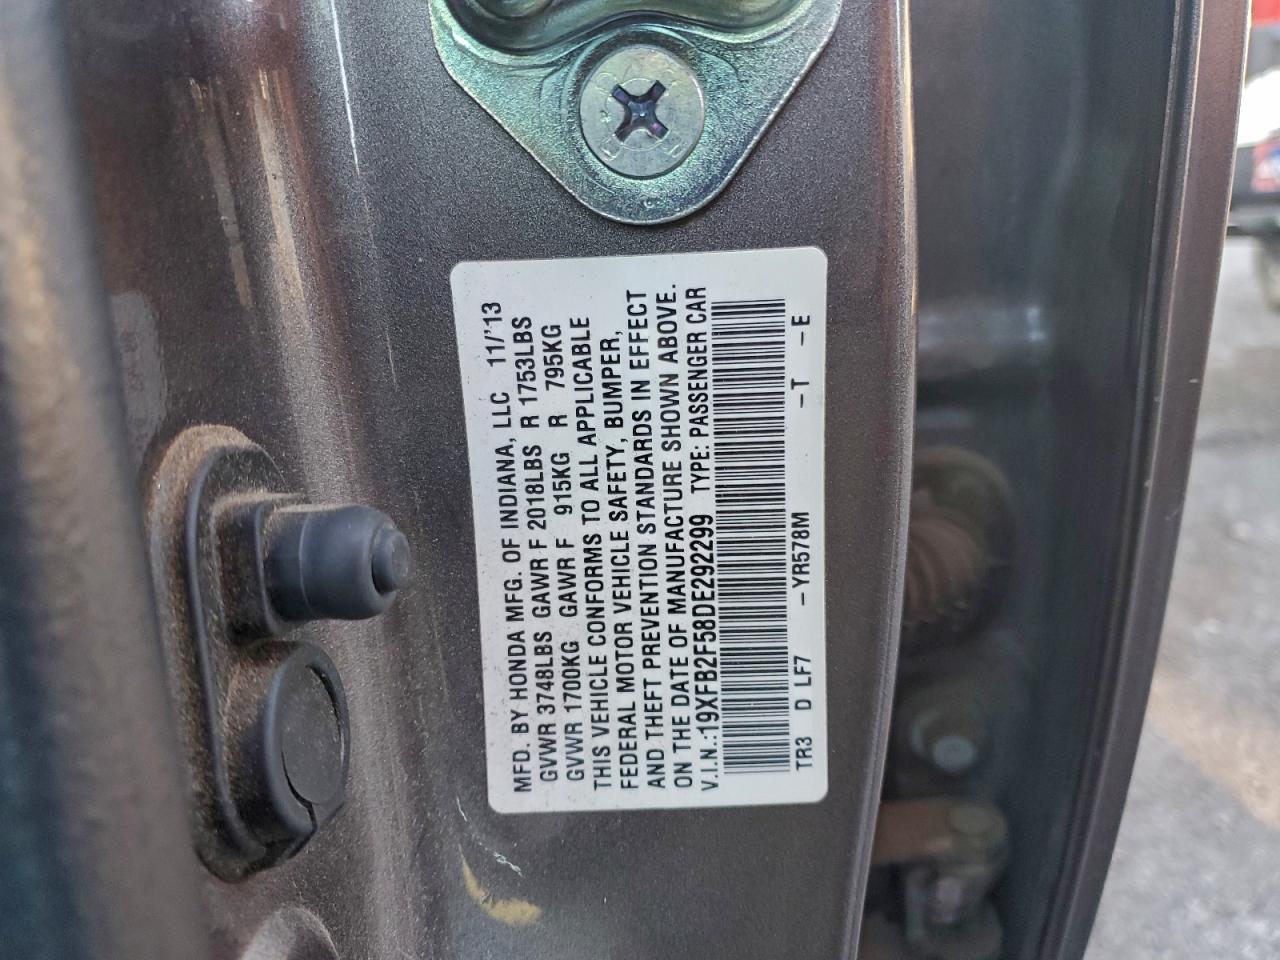 MFD. BY HONDA MFG. OF INDIANA, LLC 11/'13
GVWR 3748LBS GAWR F 2018LBS R 1753LBS
GVWR 1700KG GAWR F 915KG R 795KG
THIS VEHICLE CONFORMS TO ALL APPLICABLE
FEDERAL MOTOR VEHICLE SAFETY, BUMPER,
AND THEFT PREVENTION STANDARDS IN EFFECT
ON THE DATE OF MANUFACTURE SHOWN ABOVE.
V.I.N.:19XFB2F58DE292299 TYPE: PASSENGER CAR
TR3 D LF7 -YR578M -T -E